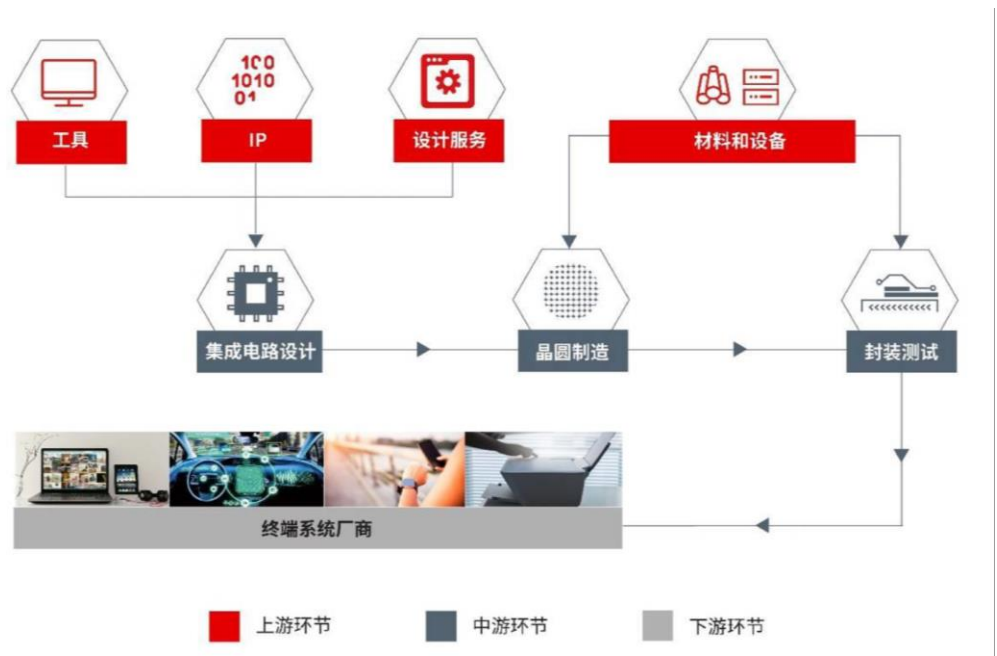 100
1010
01
工具
IP
设计服务
材料和设备
集成电路设计
晶圆制造
封装测试
终端系统厂商
上游环节
中游环节
下游环节